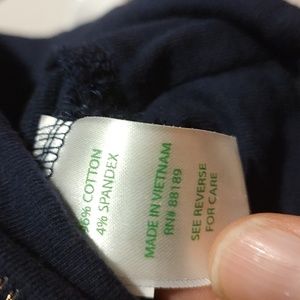 96% COTTON
4% SPANDEX
MADE IN VIETNAM
RN# 88189
SEE REVERSE
FOR CARE